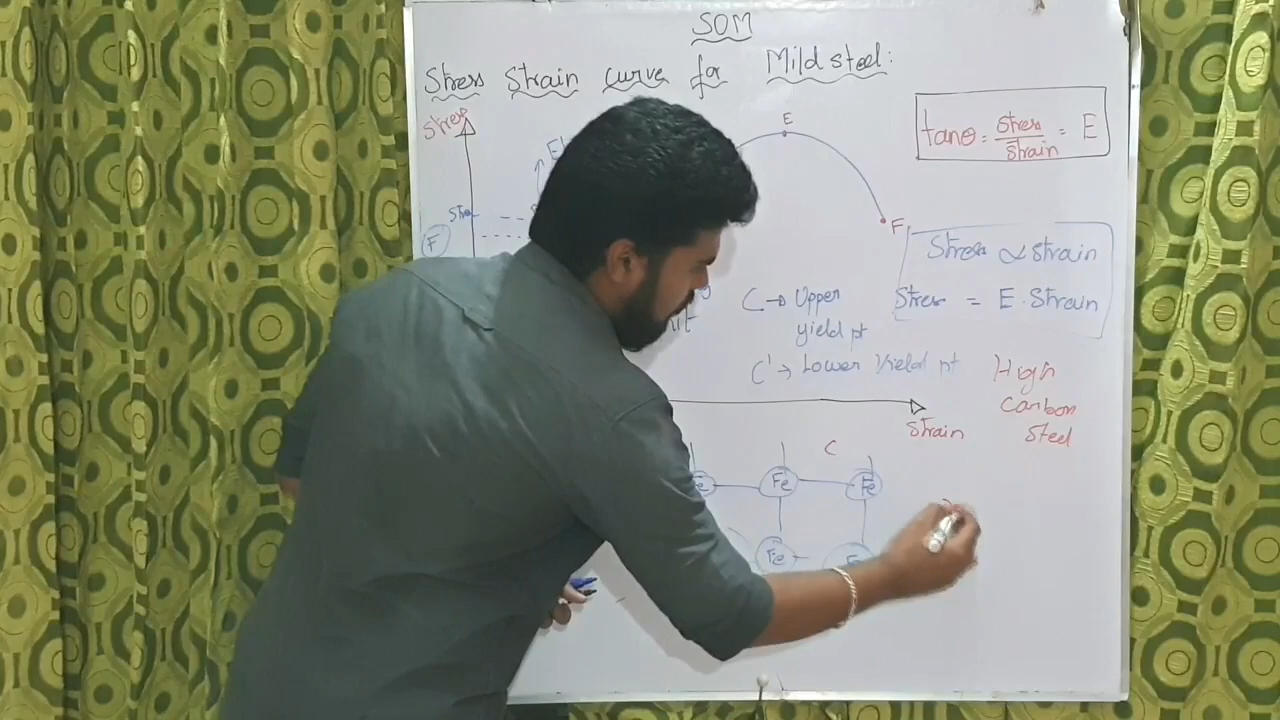 SOM
Stress Strain curve for Mild steel:
Stress
E
tanθ = stress/strain = E
F
F
Stress ∝ strain
Stress = E. Strain
C → Upper
yield pt
C' → Lower Yield pt
High
carbon
Steel
Strain
C
Fe Fe
Fe